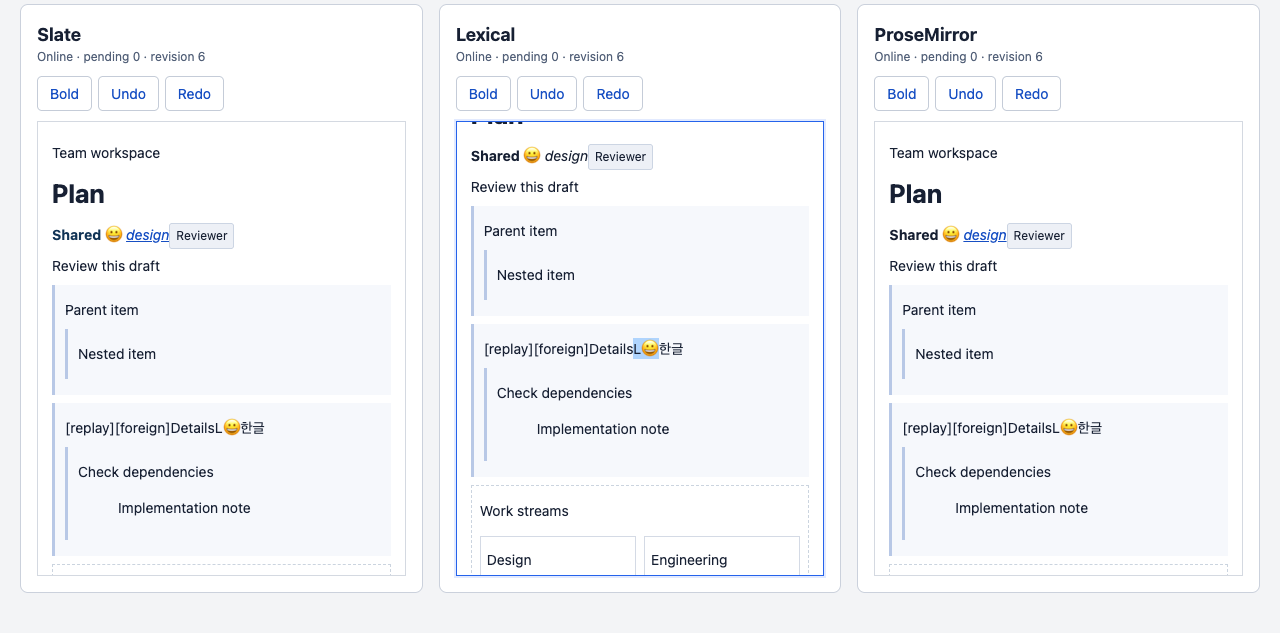 Slate
Online · pending 0 · revision 6
Bold Undo Redo
Team workspace
Plan
Shared 😀 design Reviewer
Review this draft
Parent item
Nested item
[replay][foreign]DetailsL😀한글
Check dependencies
Implementation note
Lexical
Online · pending 0 · revision 6
Bold Undo Redo
Plan
Shared 😀 design Reviewer
Review this draft
Parent item
Nested item
[replay][foreign]DetailsL😀한글
Check dependencies
Implementation note
Work streams
Design Engineering
ProseMirror
Online · pending 0 · revision 6
Bold Undo Redo
Team workspace
Plan
Shared 😀 design Reviewer
Review this draft
Parent item
Nested item
[replay][foreign]DetailsL😀한글
Check dependencies
Implementation note